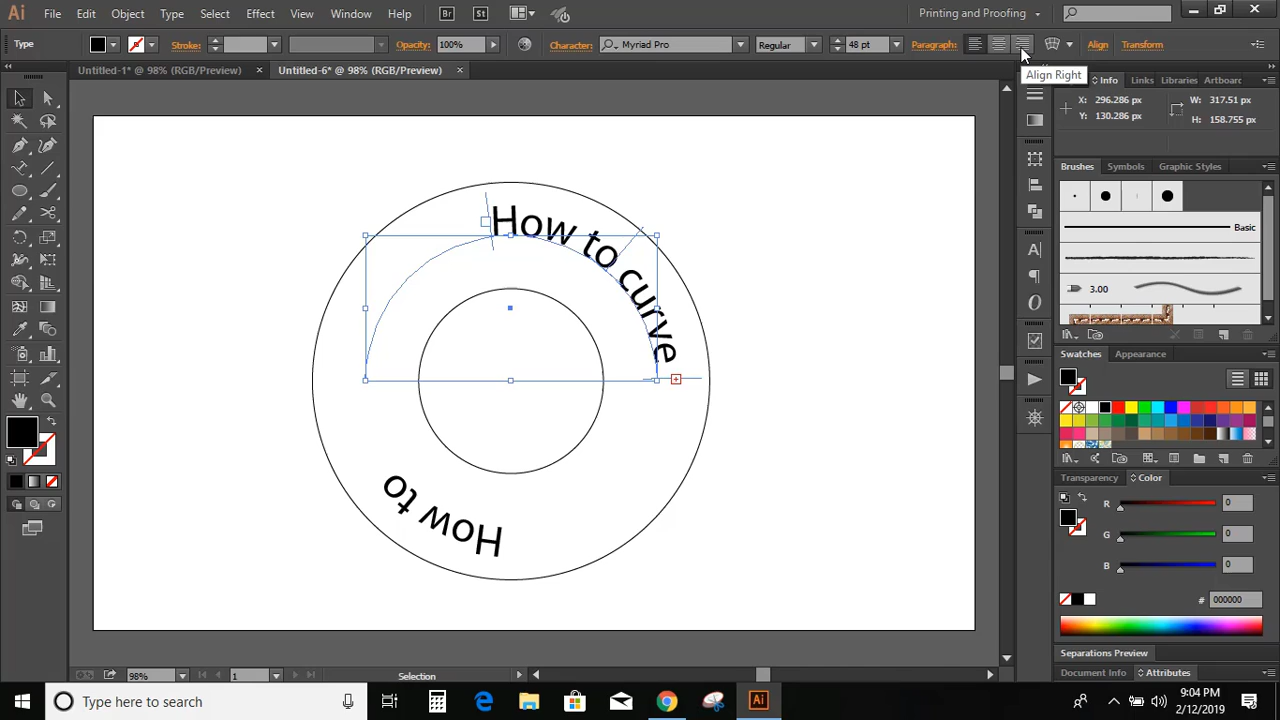 Ai File Edit Object Type Select Effect View Window Help Br St Printing and Proofing
Type Stroke: Opacity: 100% Character: Myriad Pro Regular 48 pt Paragraph: Align Transform
Untitled-1* @ 98% (RGB/Preview) × Untitled-6* @ 98% (RGB/Preview) ×
Align Right
Info Links Libraries Artboard
X: 296.286 px W: 317.51 px
Y: 130.286 px H: 158.755 px
Brushes Symbols Graphic Styles
Basic
3.00
Swatches Appearance
How to curve
How to
Transparency Color
R 0
G 0
B 0
# 000000
Separations Preview
Document Info Attributes
98% 1 Selection
Type here to search
Ai
9:04 PM
2/12/2019